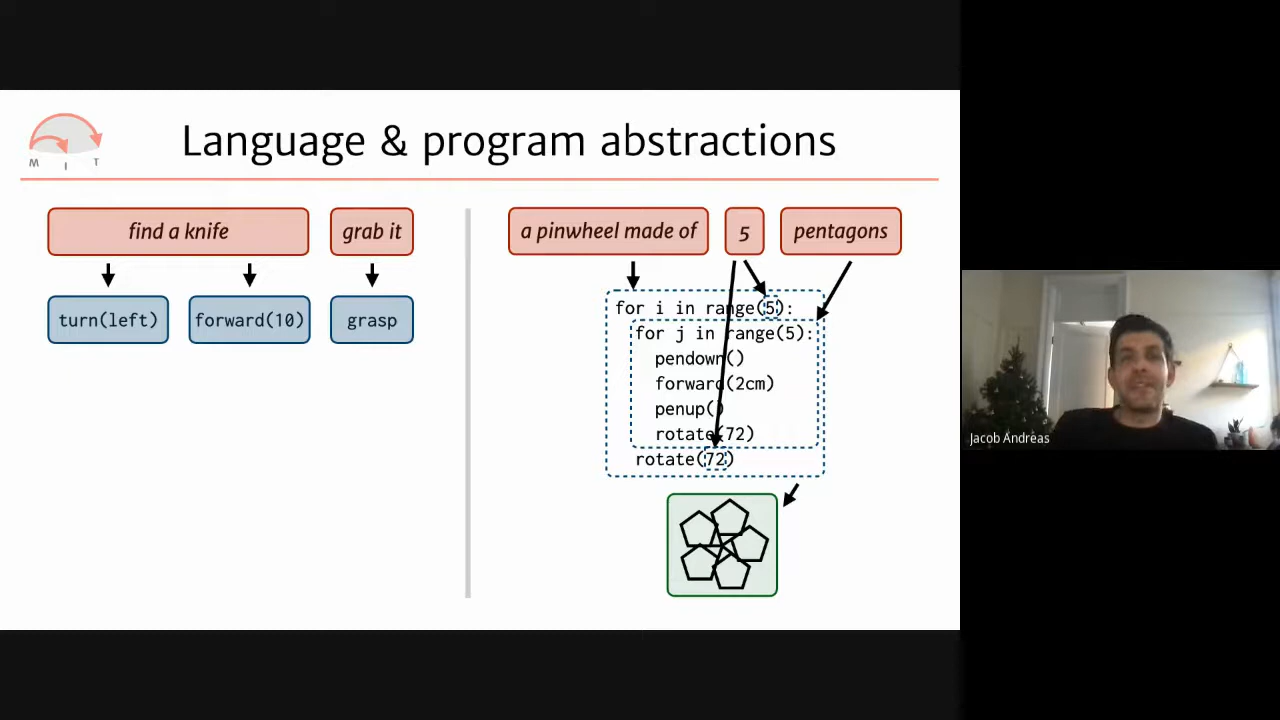 M I T
Language & program abstractions
find a knife
grab it
turn(left)
forward(10)
grasp
a pinwheel made of
5
pentagons
for i in range(5):
for j in range(5):
pendown()
forward(2cm)
penup()
rotate(72)
rotate(72)
Jacob Andreas